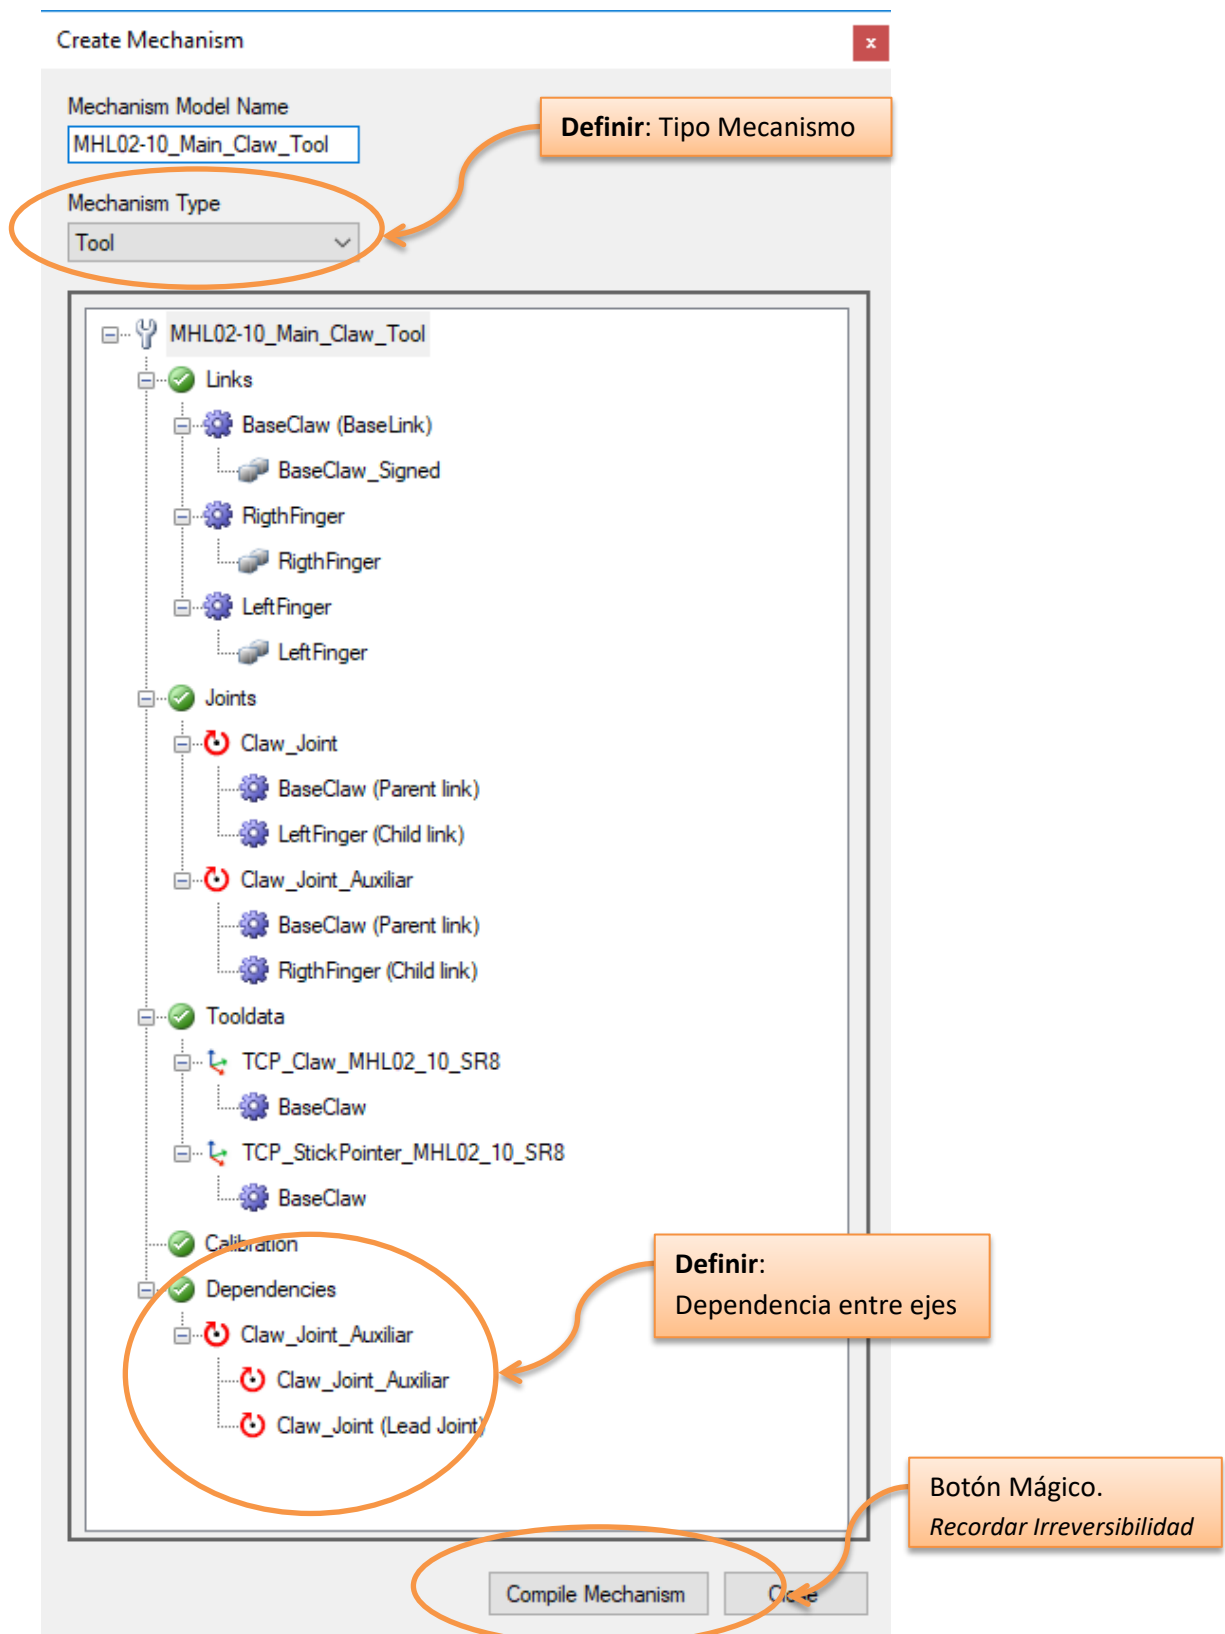 Create Mechanism
x
Mechanism Model Name
MHL02-10_Main_Claw_Tool
Definir: Tipo Mecanismo
Mechanism Type
Tool
MHL02-10_Main_Claw_Tool
Links
BaseClaw (BaseLink)
BaseClaw_Signed
RigthFinger
RigthFinger
LeftFinger
LeftFinger
Joints
Claw_Joint
BaseClaw (Parent link)
LeftFinger (Child link)
Claw_Joint_Auxiliar
BaseClaw (Parent link)
RigthFinger (Child link)
Tooldata
TCP_Claw_MHL02_10_SR8
BaseClaw
TCP_StickPointer_MHL02_10_SR8
BaseClaw
Calibration
Definir:
Dependencia entre ejes
Dependencies
Claw_Joint_Auxiliar
Claw_Joint_Auxiliar
Claw_Joint (Lead Joint)
Botón Mágico.
Recordar Irreversibilidad
Compile Mechanism
Close